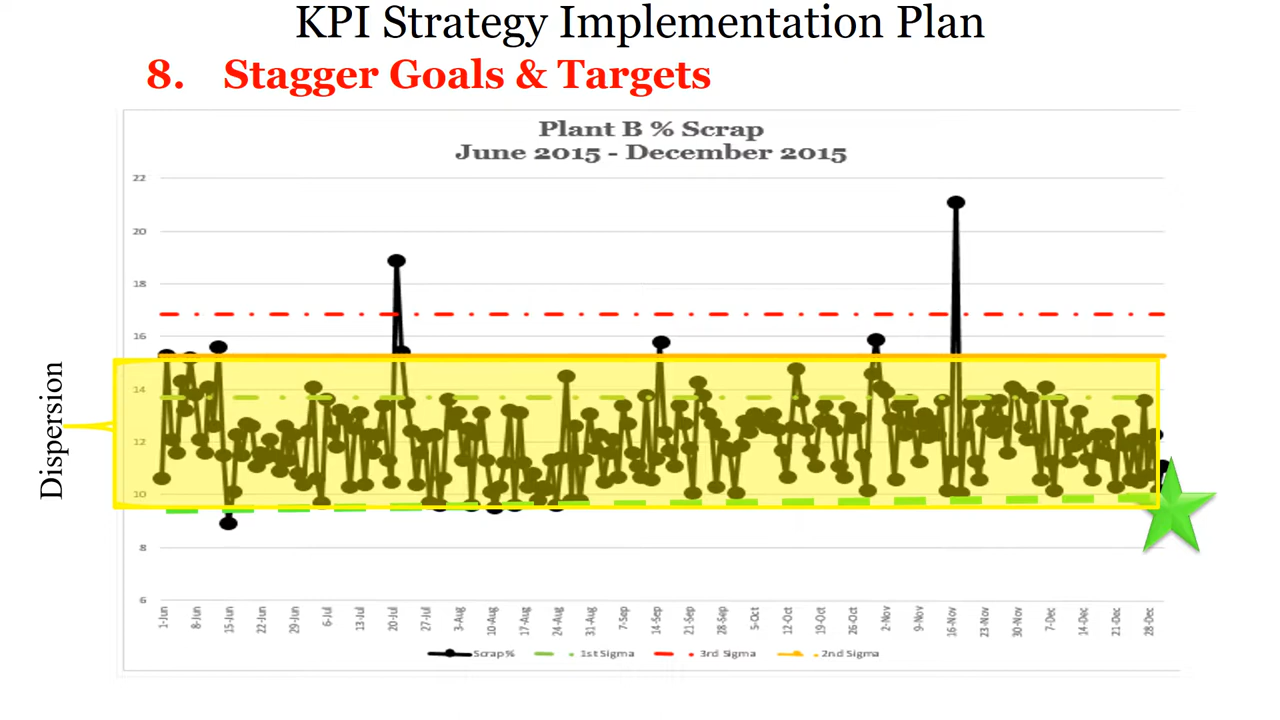 KPI Strategy Implementation Plan
8. Stagger Goals & Targets
Plant B % Scrap
June 2015 - December 2015
22
20
18
16
14
12
10
8
6
Dispersion
1-Jun 8-Jun 15-Jun 22-Jun 29-Jun 6-Jul 13-Jul 20-Jul 27-Jul 3-Aug 10-Aug 17-Aug 24-Aug 31-Aug 7-Sep 14-Sep 21-Sep 28-Sep 5-Oct 12-Oct 19-Oct 26-Oct 2-Nov 9-Nov 16-Nov 23-Nov 30-Nov 7-Dec 14-Dec 21-Dec 28-Dec
Scrap% 1st Sigma 3rd Sigma 2nd Sigma